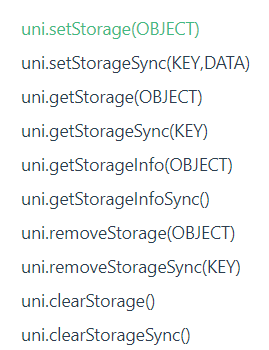 uni.setStorage(OBJECT)
uni.setStorageSync(KEY,DATA)
uni.getStorage(OBJECT)
uni.getStorageSync(KEY)
uni.getStorageInfo(OBJECT)
uni.getStorageInfoSync()
uni.removeStorage(OBJECT)
uni.removeStorageSync(KEY)
uni.clearStorage()
uni.clearStorageSync()